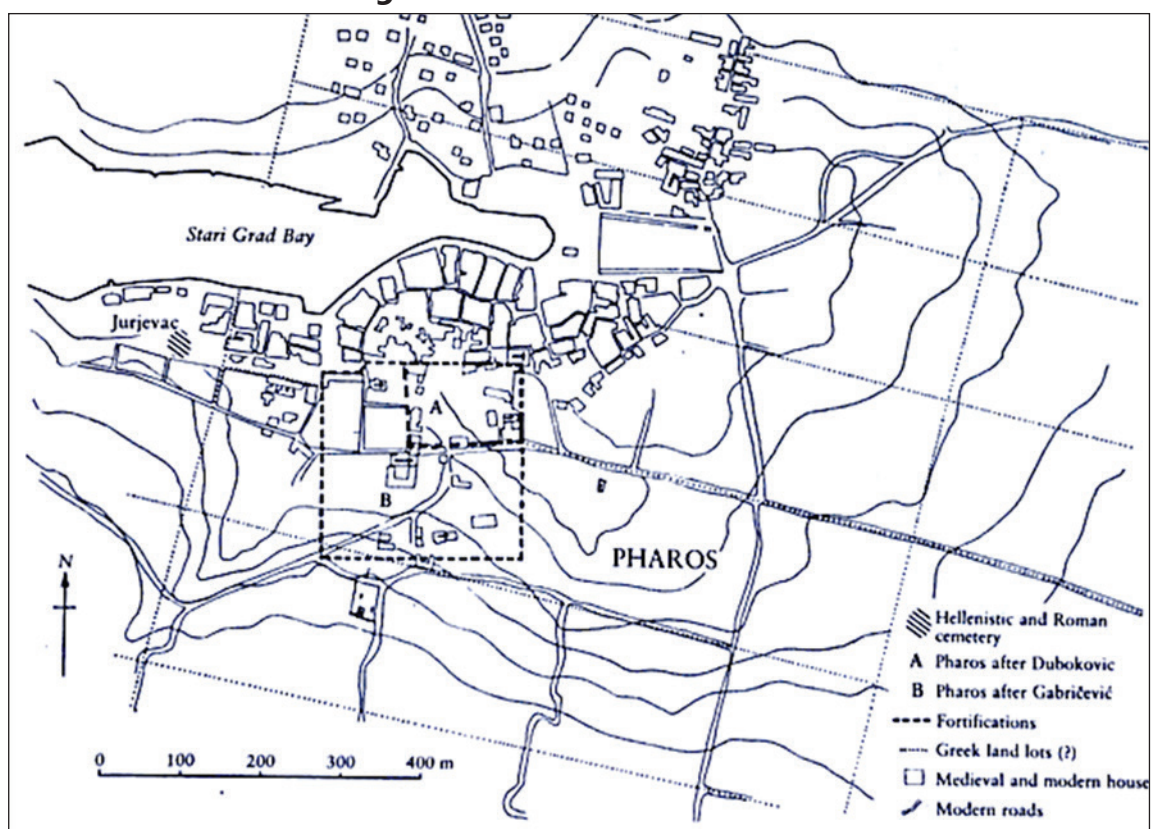 g
Stari Grad Bay
Jurjevac
A
B
PHAROS
N
0 100 200 300 400 m
Hellenistic and Roman
cemetery
A Pharos after Dubokovic
B Pharos after Gabričević
Fortifications
Greek land lots (?)
Medieval and modern house
Modern roads